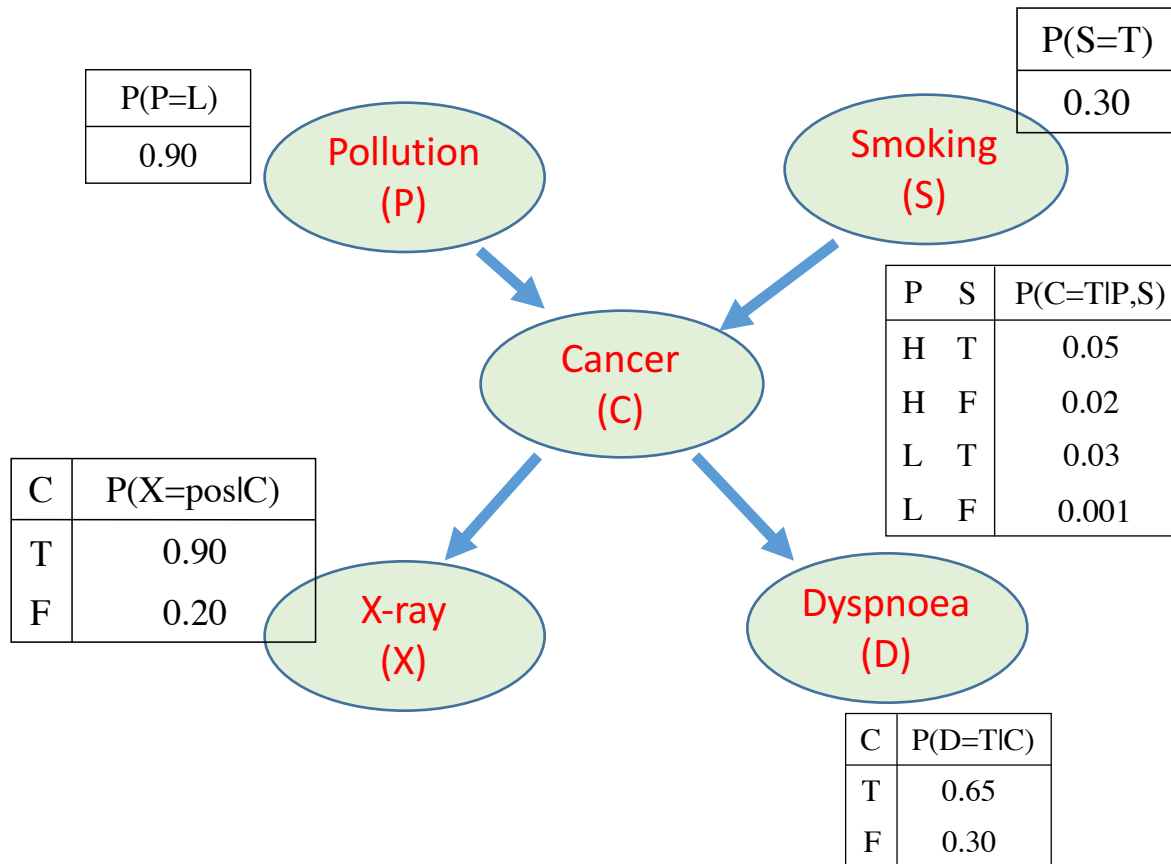 P(S=T)
0.30
P(P=L)
0.90
Pollution
(P)
Smoking
(S)
P S P(C=T|P,S)
H T 0.05
H F 0.02
L T 0.03
L F 0.001
Cancer
(C)
C P(X=pos|C)
T 0.90
F 0.20
X-ray
(X)
Dyspnoea
(D)
C P(D=T|C)
T 0.65
F 0.30